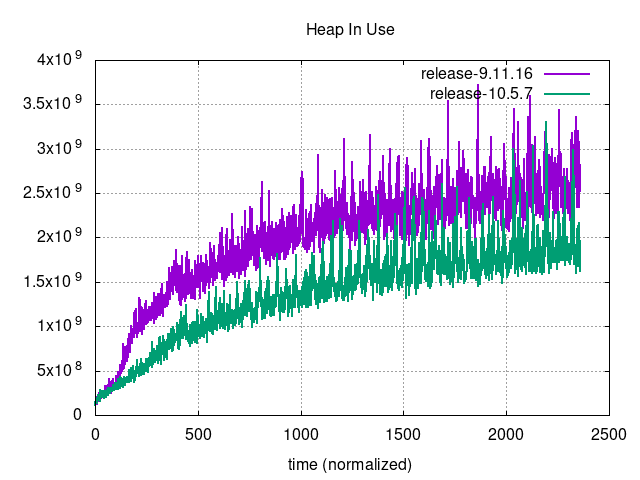 Heap In Use
4x10^9
3.5x10^9
3x10^9
2.5x10^9
2x10^9
1.5x10^9
1x10^9
5x10^8
0
release-9.11.16
release-10.5.7
0 500 1000 1500 2000 2500
time (normalized)